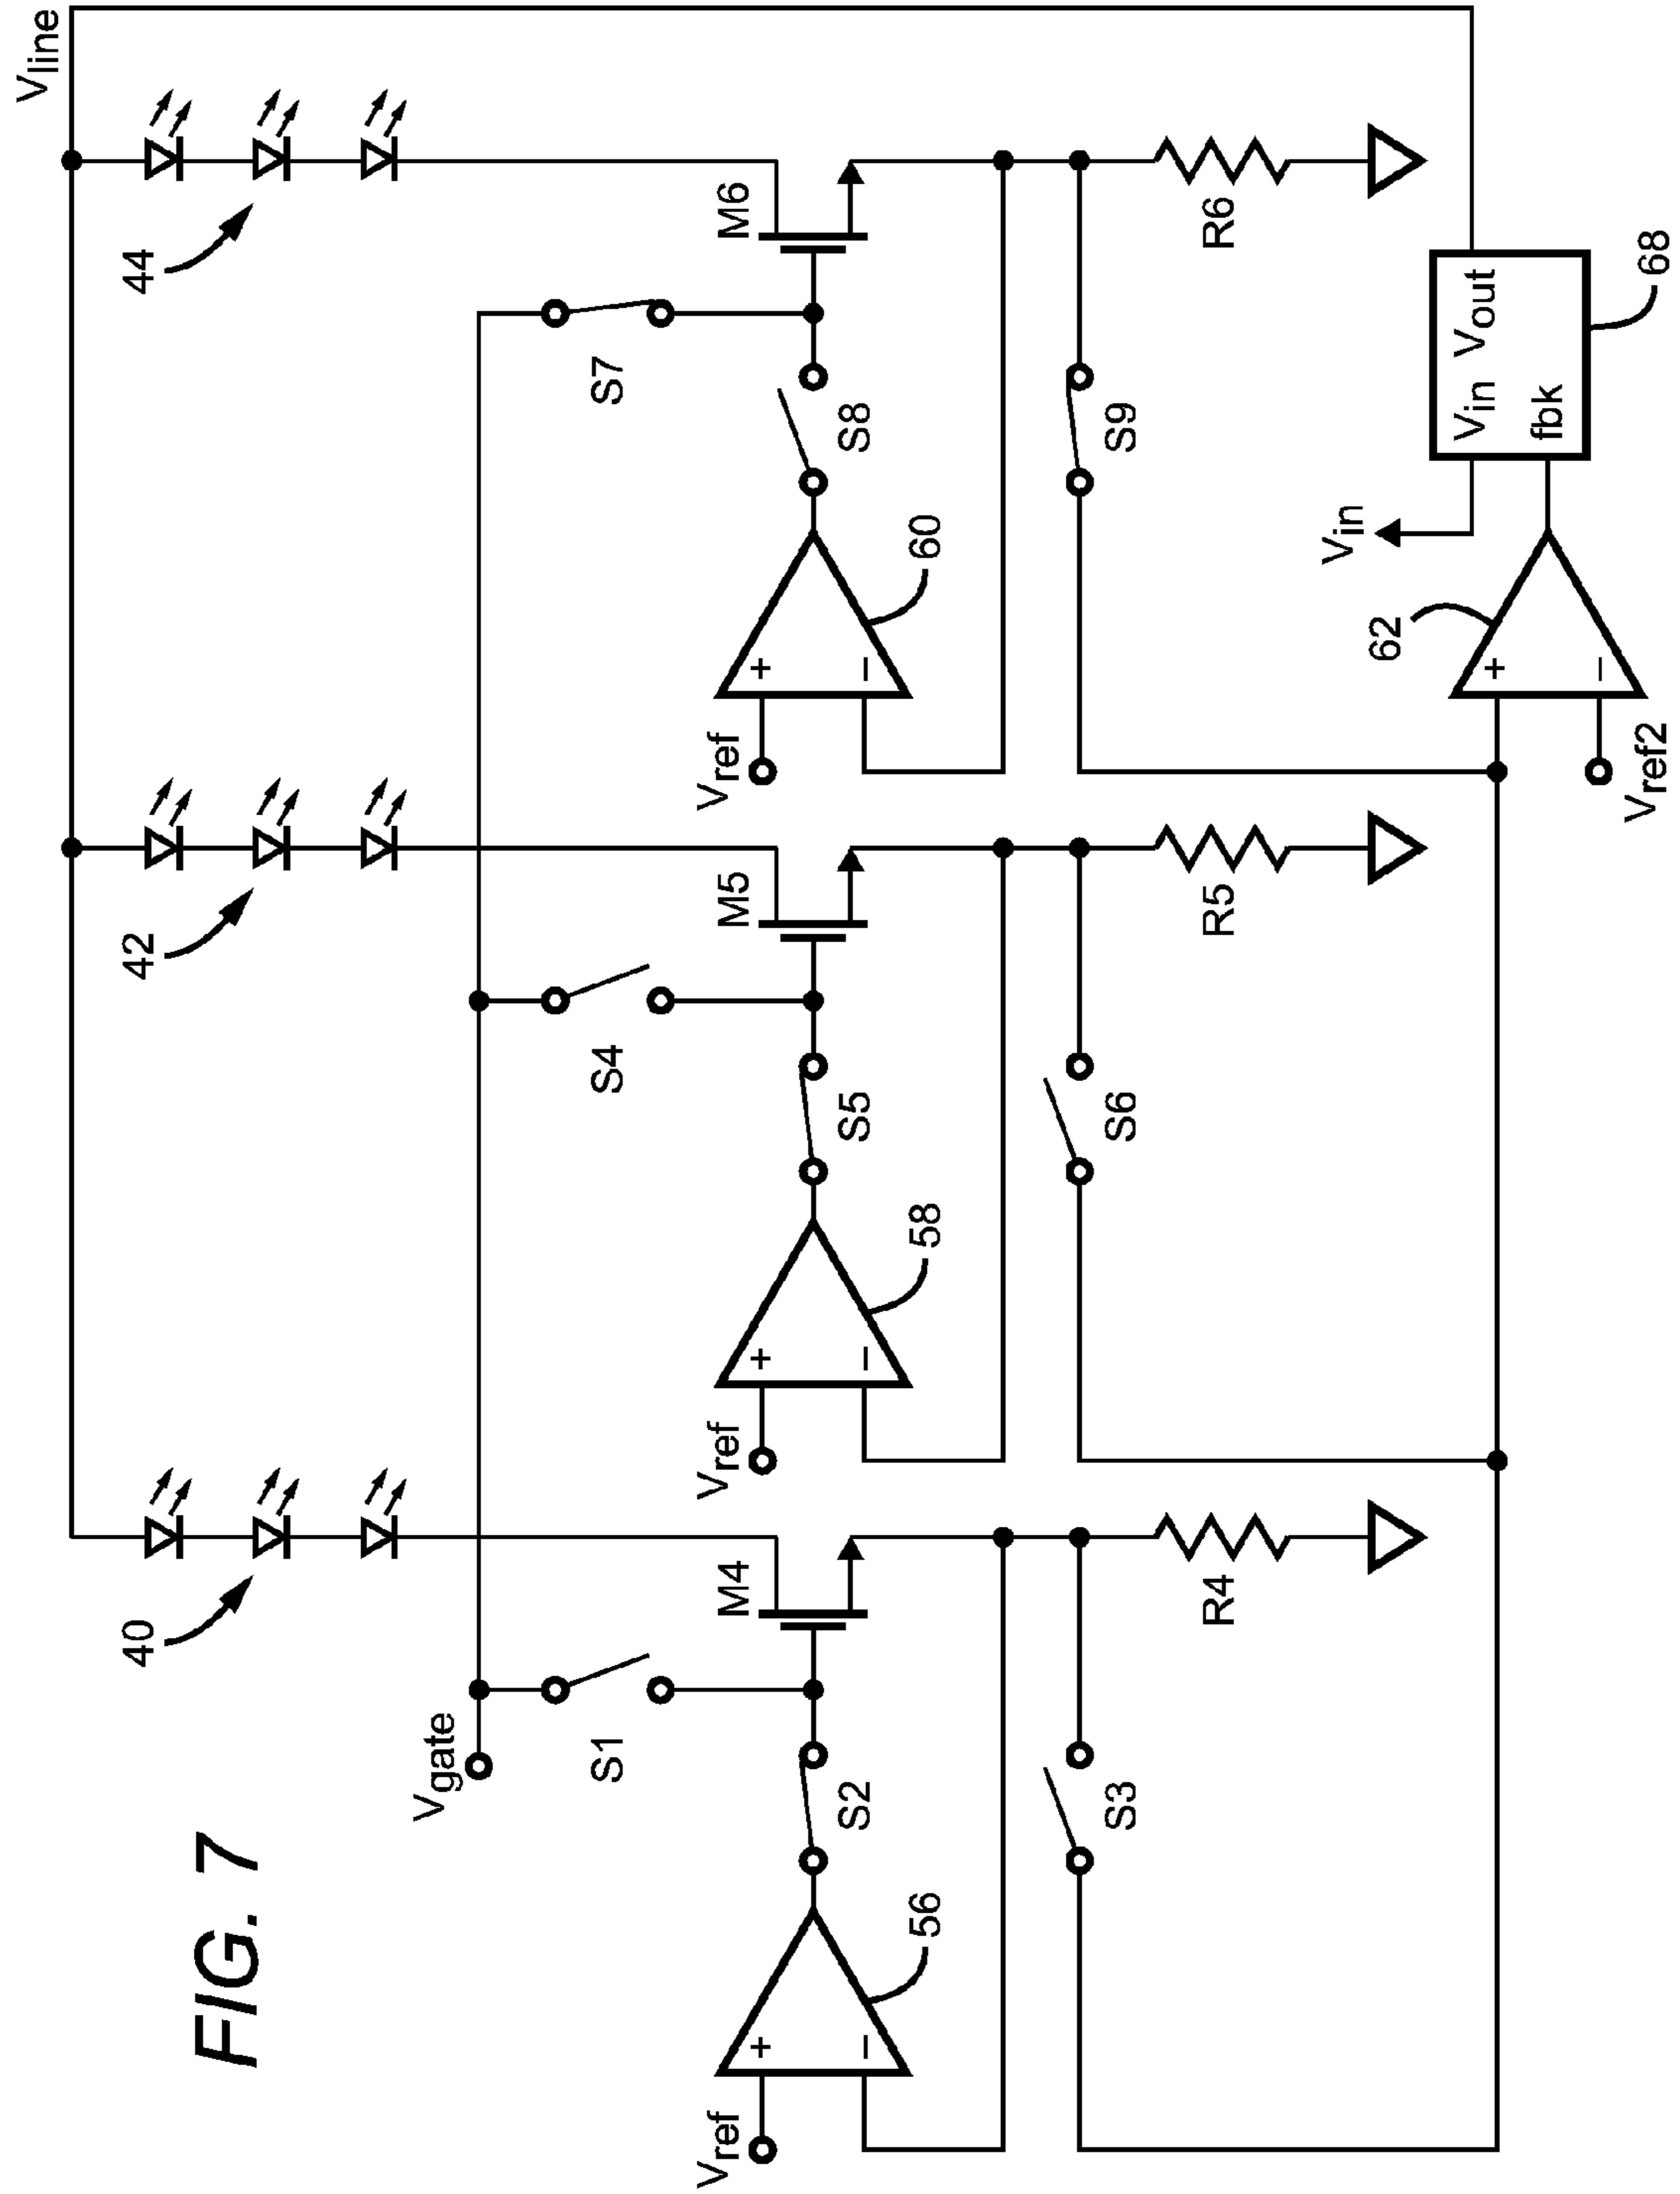 FIG. 7
Vline
40
42
44
Vgate
S1
S4
S7
M4
M5
M6
Vref
+
−
56
S2
Vref
+
−
58
S5
Vref
+
−
60
S8
S3
S6
S9
R4
R5
R6
Vin
62
+
−
Vref2
Vin Vout
fbk
68